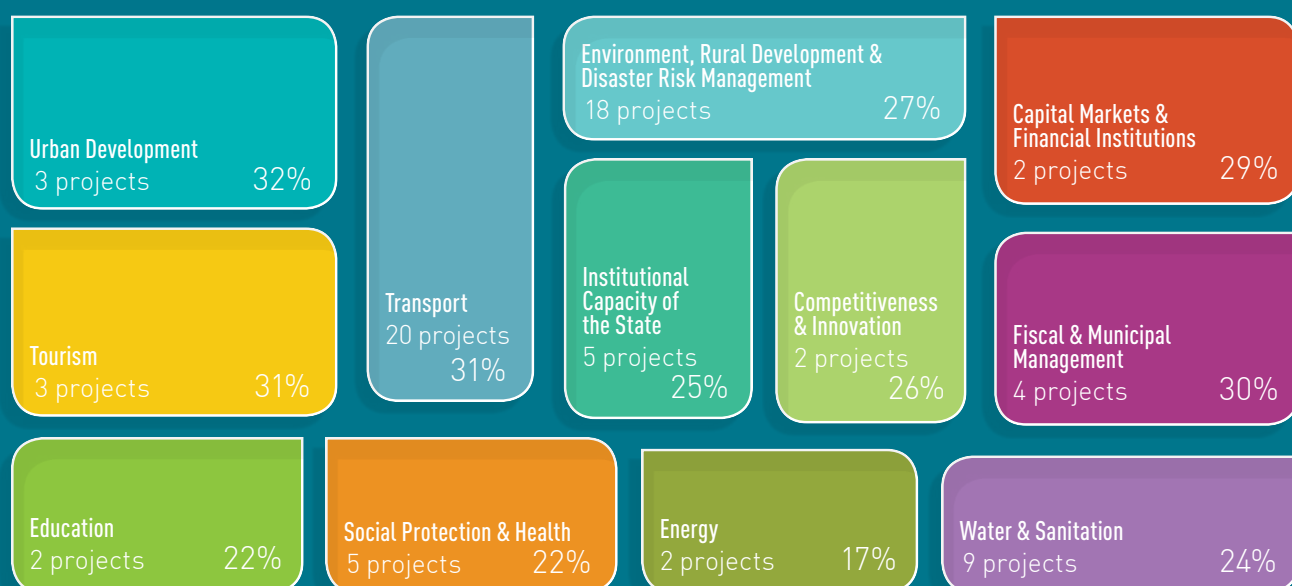 Urban Development
3 projects 32%
Transport
20 projects
31%
Environment, Rural Development &
Disaster Risk Management
18 projects 27%
Capital Markets &
Financial Institutions
2 projects 29%
Tourism
3 projects 31%
Institutional
Capacity of
the State
5 projects
25%
Competitiveness
& Innovation
2 projects
26%
Fiscal & Municipal
Management
4 projects 30%
Education
2 projects 22%
Social Protection & Health
5 projects 22%
Energy
2 projects 17%
Water & Sanitation
9 projects 24%